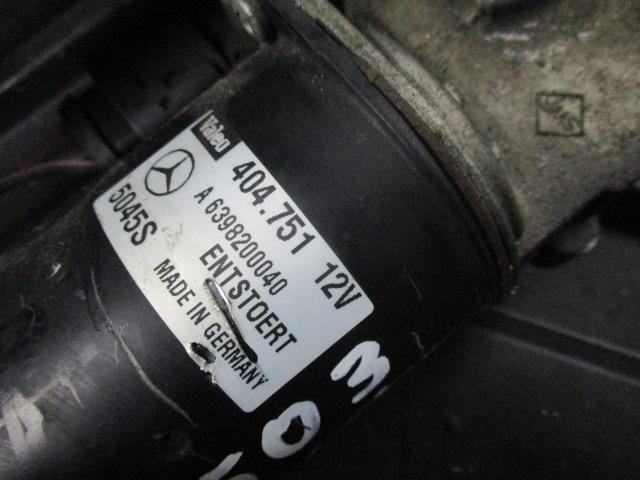 Valeo
404.751 12V
A 6398200040
5045S
ENTSTOERT
MADE IN GERMANY
M
O